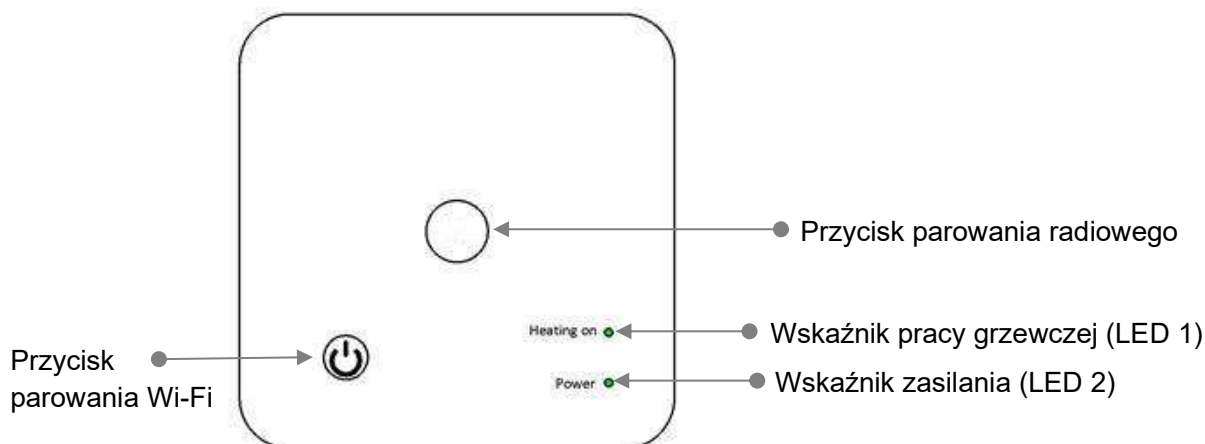 Przycisk parowania radiowego
Heating on
Wskaźnik pracy grzewczej (LED 1)
Power
Wskaźnik zasilania (LED 2)
Przycisk
parowania Wi-Fi